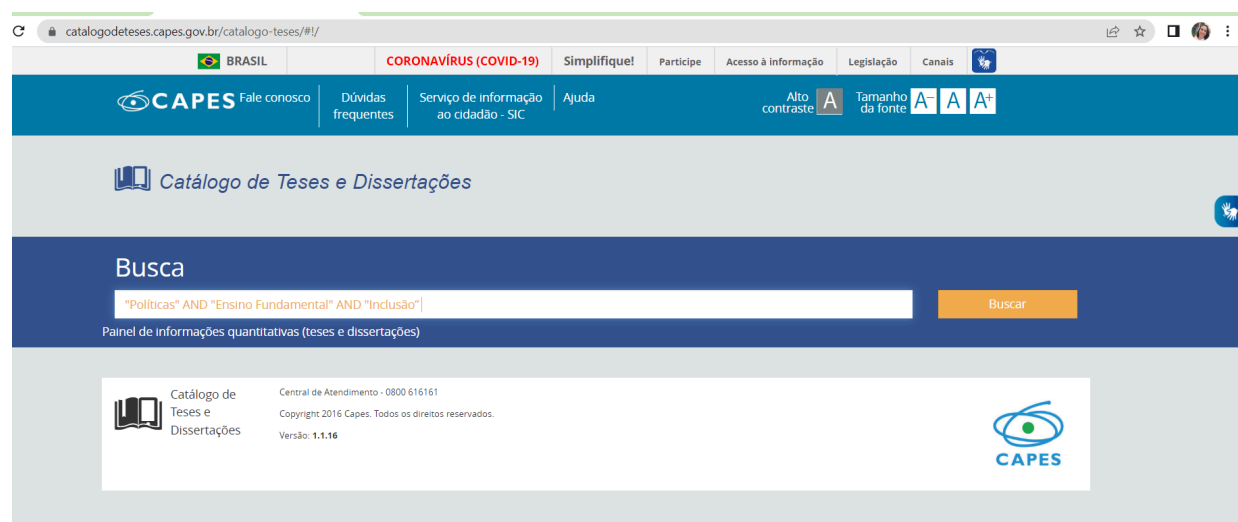 catalogodeteses.capes.gov.br/catalogo-teses/#!/
BRASIL CORONAVÍRUS (COVID-19) Simplifique! Participe Acesso à informação Legislação Canais
CAPES Fale conosco Dúvidas frequentes Serviço de informação ao cidadão - SIC Ajuda Alto contraste A Tamanho da fonte A- A A+
Catálogo de Teses e Dissertações
Busca
"Políticas" AND "Ensino Fundamental" AND "Inclusão" Buscar
Painel de informações quantitativas (teses e dissertações)
Catálogo de
Teses e
Dissertações
Central de Atendimento - 0800 616161
Copyright 2016 Capes. Todos os direitos reservados.
Versão: 1.1.16
CAPES